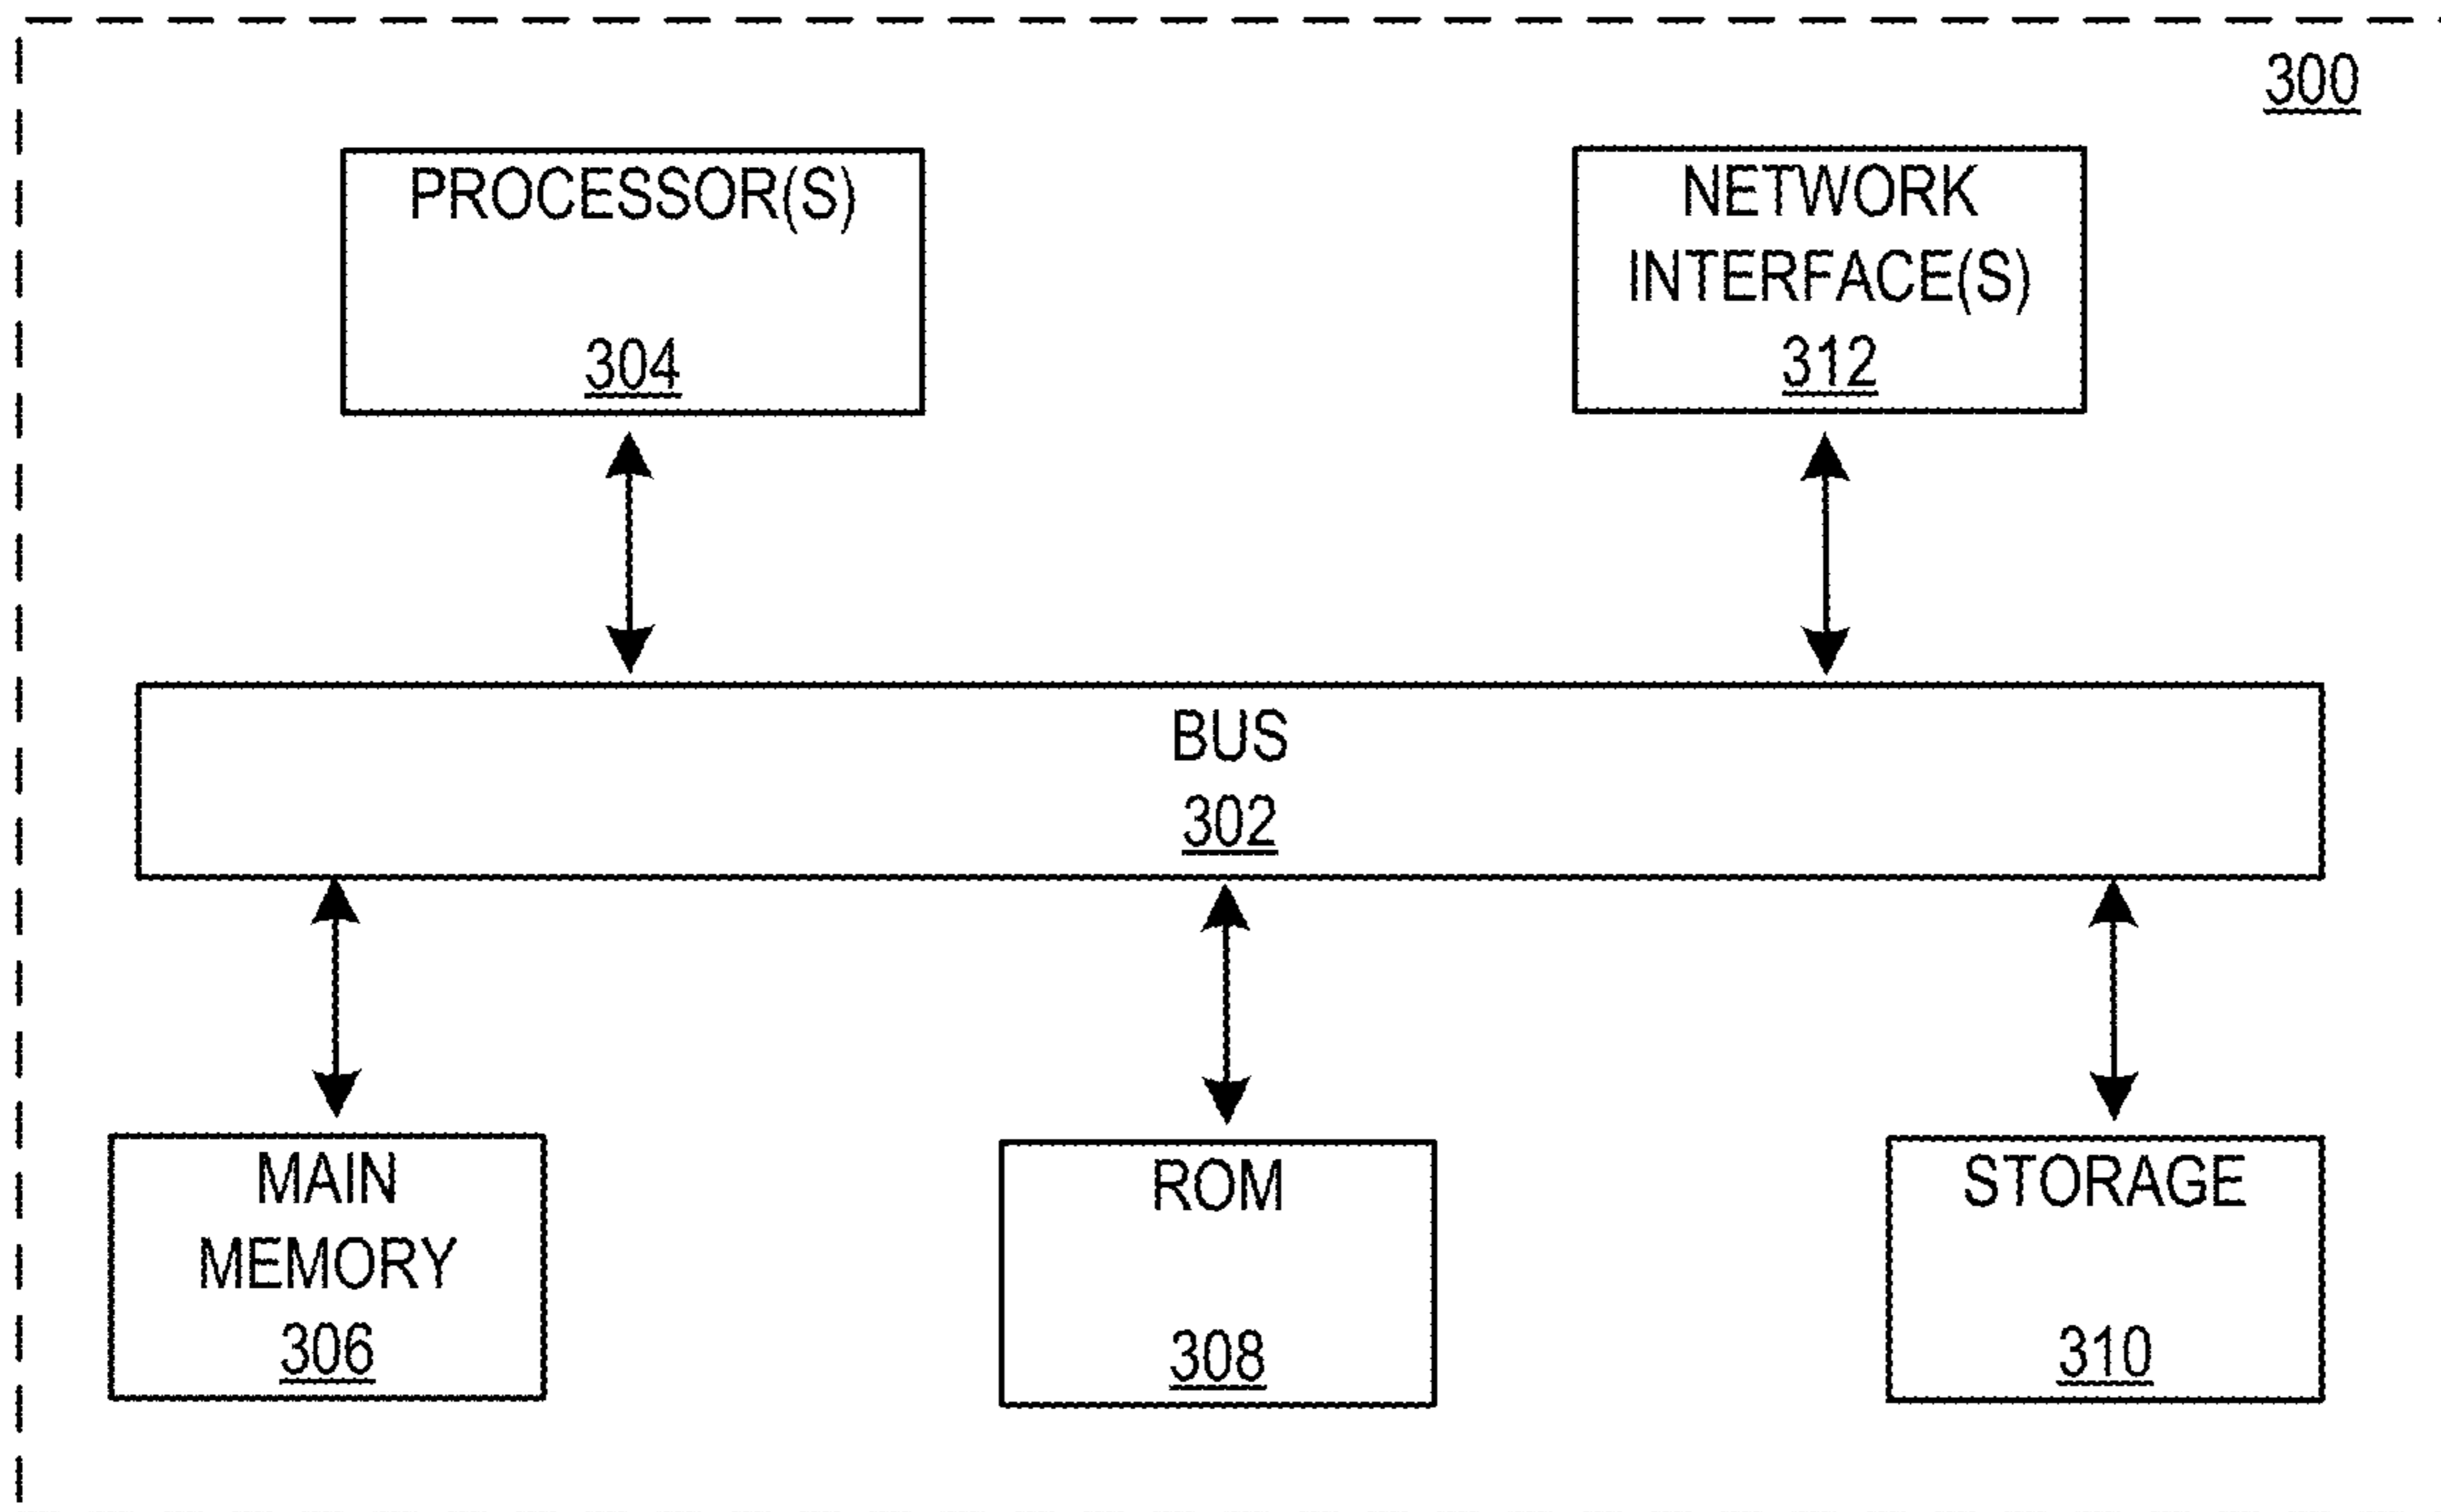 300
PROCESSOR(S)
304
NETWORK
INTERFACE(S)
312
BUS
302
MAIN
MEMORY
306
ROM
308
STORAGE
310